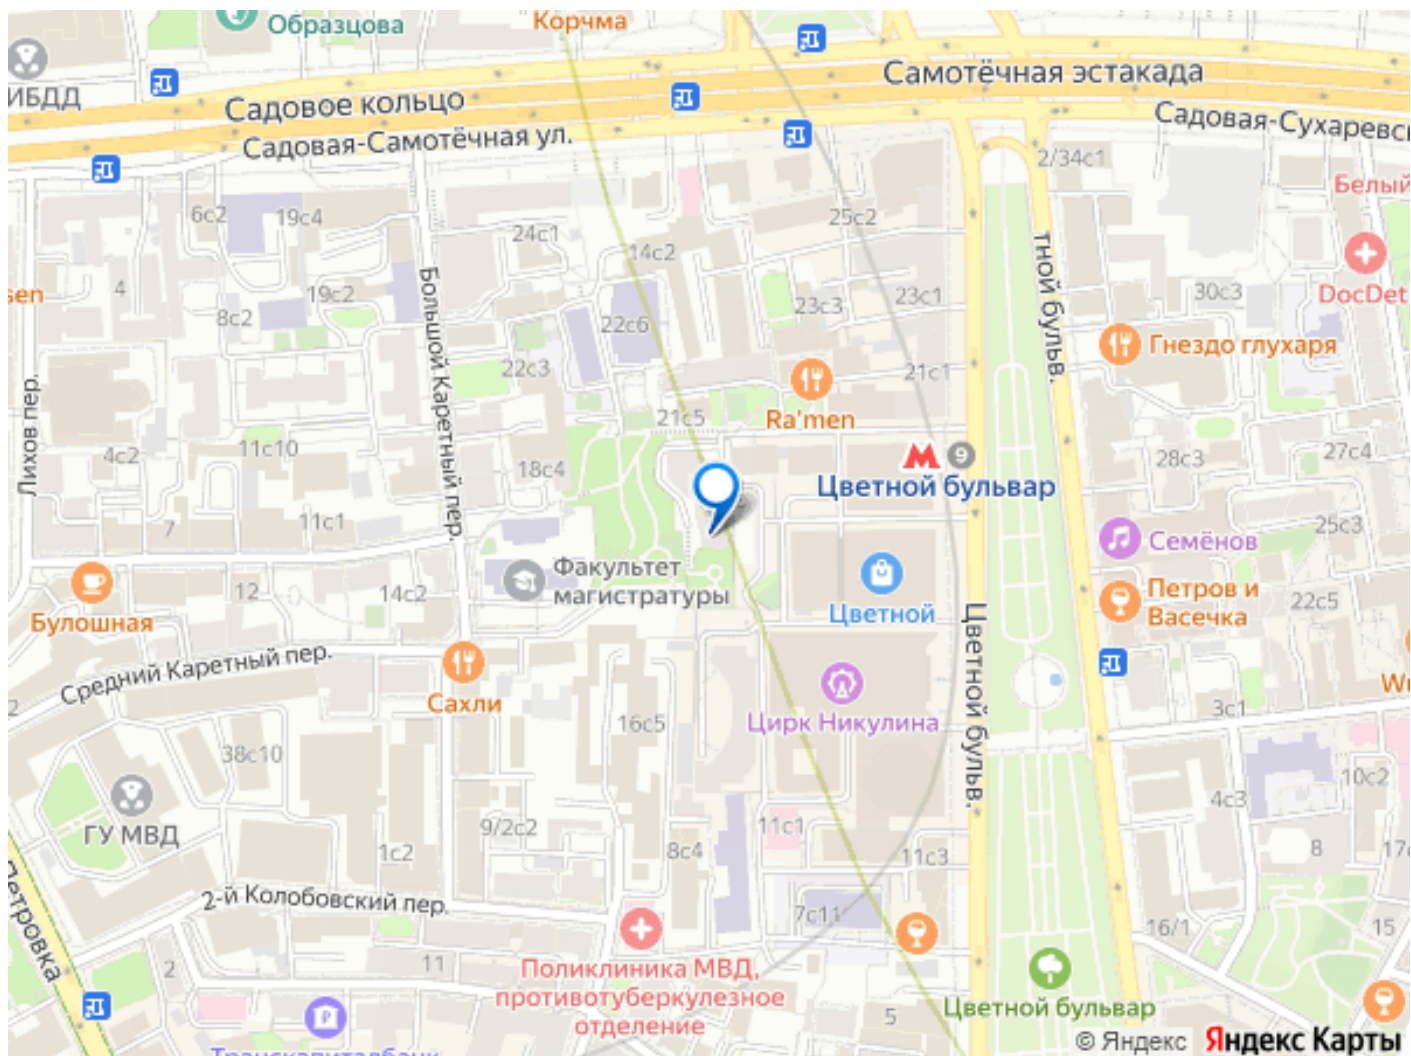 Образцова
Корчма
ИБДД
Самотёчная эстакада
Садовое кольцо
Садовая-Самотёчная ул.
Садовая-Сухаревс
2/34с1
Белый
6с2
19с4
25с2
24с1
14с2
тной бульв.
DocDet
sen
4
19с2
8с2
22с6
23с3
23с1
30с3
Гнездо глухаря
Большой Каретный пер.
22с3
21с1
Ra'men
21с5
Лихов пер.
4с2
11с10
18с4
9
Цветной бульвар
28с3
27с4
7
11с1
25с3
Семёнов
Факультет
магистратуры
Цветной
Петров и
Васечка
22с5
12
14с2
Булошная
Средний Каретный пер.
Сахли
Цирк Никулина
Цветной бульв.
2
16с5
3с1
38с10
10с2
4с3
ГУ МВД
9/2с2
1с2
8с4
11с1
11с3
8
17
Петровка
2-й Колобовский пер.
7с11
16/1
15
2
11
Поликлиника МВД,
противотуберкулезное
отделение
5
Цветной бульвар
Транскапиталбанк
© Яндекс Яндекс Карты